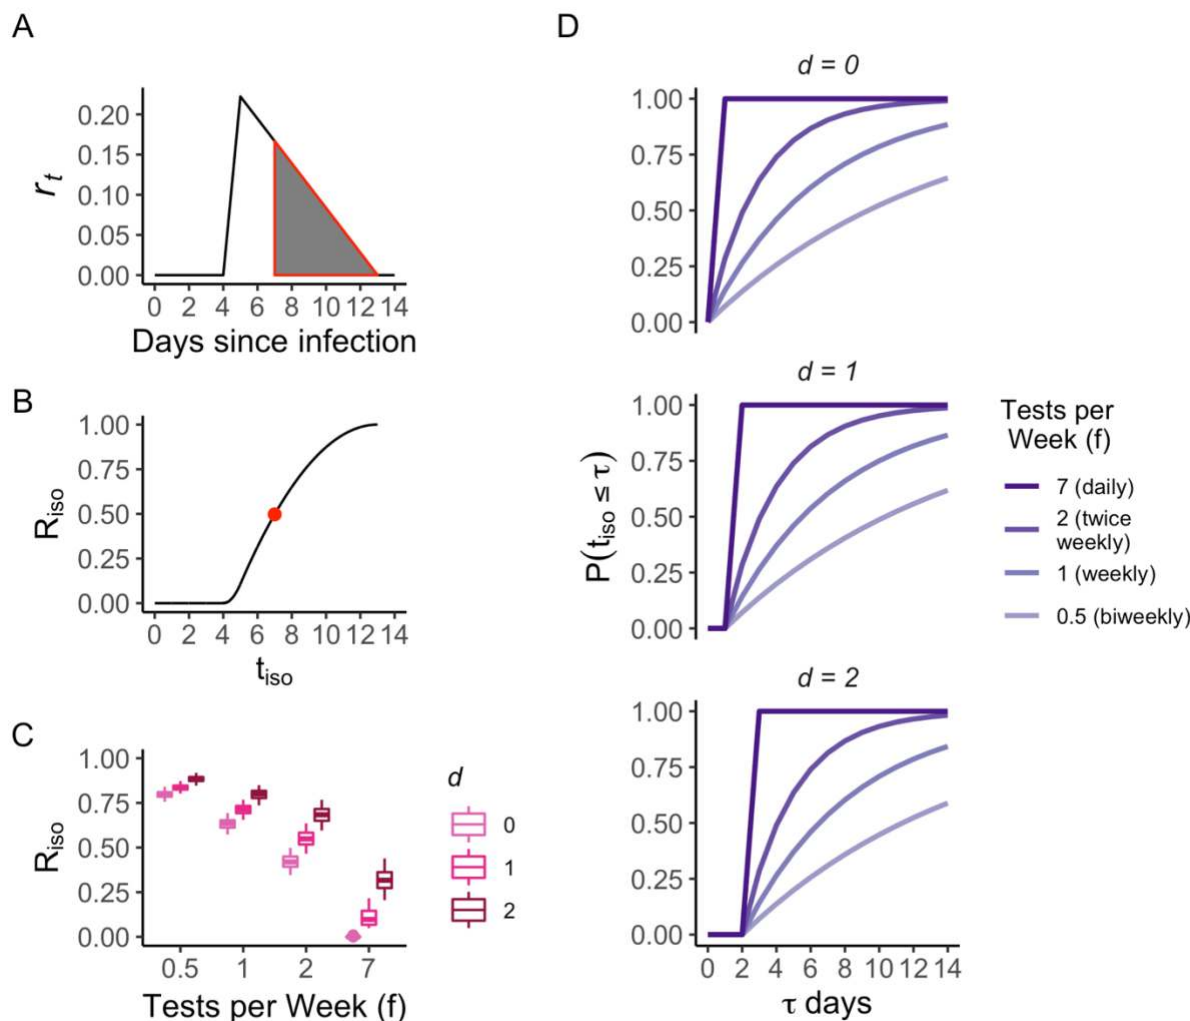 A
0.20
0.15
0.10
0.05
0.00
r_t
0 2 4 6 8 10 12 14
Days since infection
B
1.00
0.75
0.50
0.25
0.00
R_iso
0 2 4 6 8 10 12 14
t_iso
C
1.00
0.75
0.50
0.25
0.00
R_iso
0.5 1 2 7
Tests per Week (f)
d
0
1
2
D
d = 0
1.00
0.75
0.50
0.25
0.00
d = 1
1.00
0.75
0.50
0.25
0.00
P(t_iso ≤ τ)
d = 2
1.00
0.75
0.50
0.25
0.00
0 2 4 6 8 10 12 14
τ days
Tests per
Week (f)
7 (daily)
2 (twice
weekly)
1 (weekly)
0.5 (biweekly)